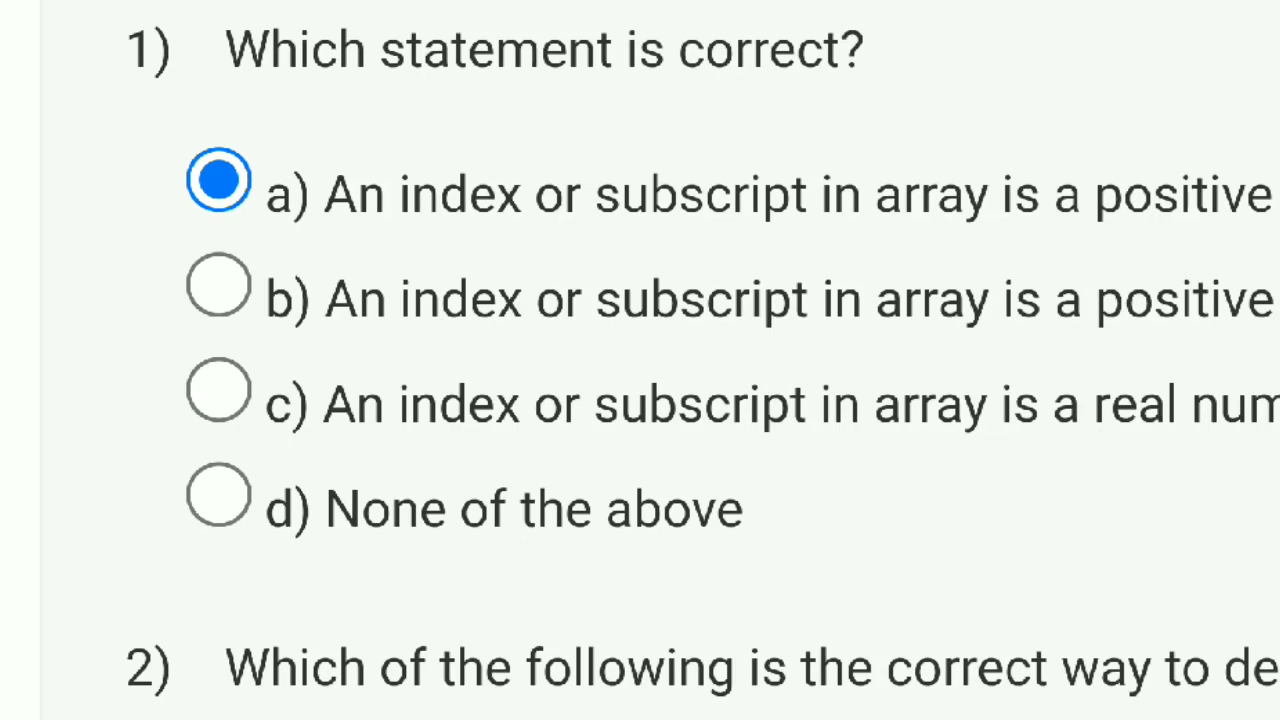 1) Which statement is correct?
a) An index or subscript in array is a positive
b) An index or subscript in array is a positive
c) An index or subscript in array is a real num
d) None of the above
2) Which of the following is the correct way to de